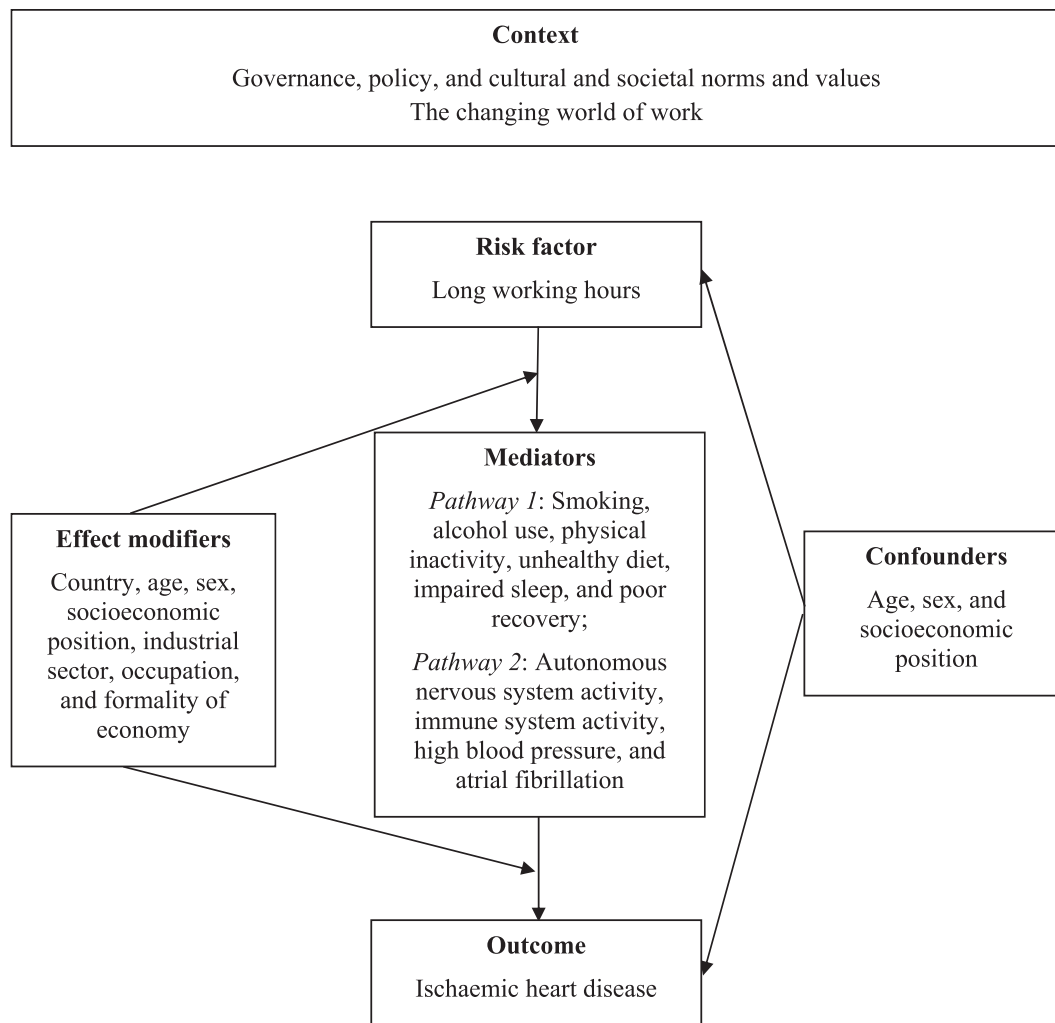 Context
Governance, policy, and cultural and societal norms and values
The changing world of work
Risk factor
Long working hours
Mediators
Pathway 1: Smoking,
alcohol use, physical
inactivity, unhealthy diet,
impaired sleep, and poor
recovery;
Pathway 2: Autonomous
nervous system activity,
immune system activity,
high blood pressure, and
atrial fibrillation
Effect modifiers
Country, age, sex,
socioeconomic
position, industrial
sector, occupation,
and formality of
economy
Confounders
Age, sex, and
socioeconomic
position
Outcome
Ischaemic heart disease